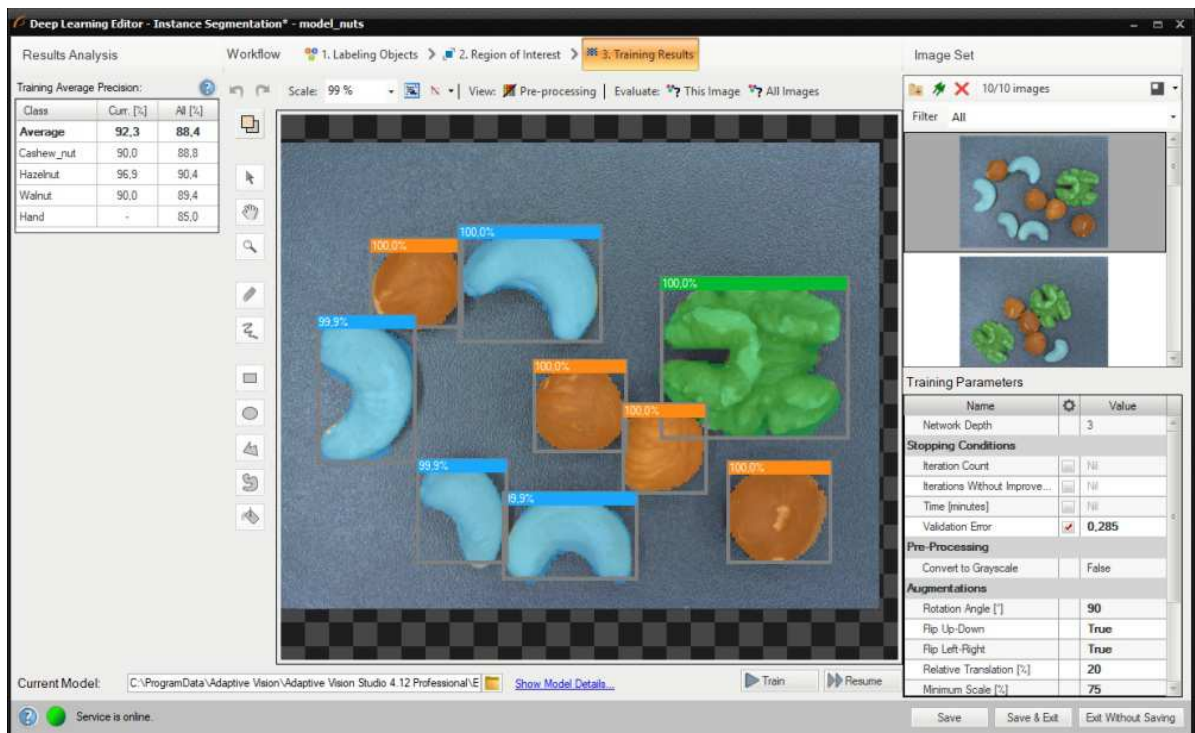 Deep Learning Editor - Instance Segmentation* - model_nuts
Results Analysis
Workflow
1. Labeling Objects
2. Region of Interest
3. Training Results
Image Set
Training Average Precision:
Class Curr. [%] All [%]
Average 92,3 88,4
Cashew_nut 90,0 88,8
Hazelnut 96,9 90,4
Walnut 90,0 89,4
Hand - 85,0
Scale: 99 %
View: Pre-processing
Evaluate: This Image All Images
10/10 images
Filter All
100,0%
100,0%
100,0%
99,9%
100,0%
100,0%
99,9%
100,0%
99,9%
Training Parameters
Name Value
Network Depth 3
Stopping Conditions
Iteration Count Nil
Iterations Without Improve... Nil
Time [minutes] Nil
Validation Error 0,285
Pre-Processing
Convert to Grayscale False
Augmentations
Rotation Angle [°] 90
Flip Up-Down True
Flip Left-Right True
Relative Translation [%] 20
Minimum Scale [%] 75
Current Model:
C:\ProgramData\Adaptive Vision\Adaptive Vision Studio 4.12 Professional\E
Show Model Details...
Train
Resume
Service is online.
Save
Save & Exit
Exit Without Saving